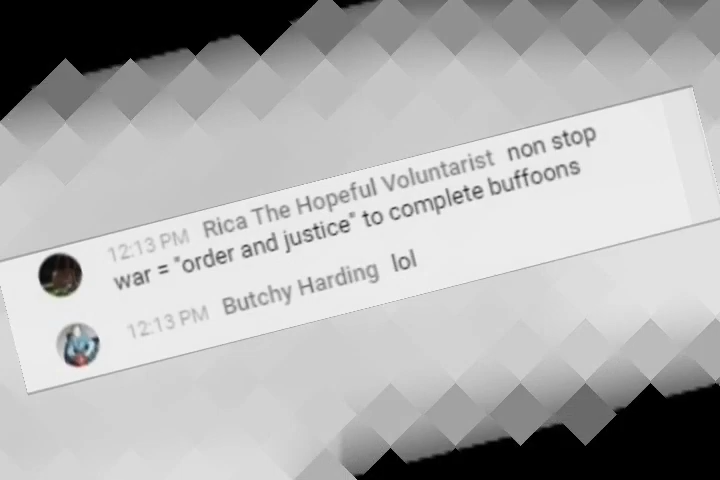 12:13 PM Rica The Hopeful Voluntarist non stop
war = "order and justice" to complete buffoons
12:13 PM Butchy Harding lol